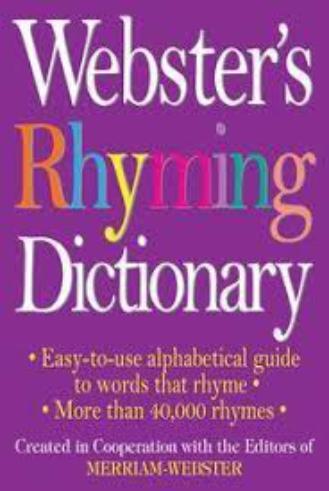 Webster's
Rhyming
Dictionary
• Easy-to-use alphabetical guide
to words that rhyme •
• More than 40,000 rhymes •
Created in Cooperation with the Editors of
MERRIAM-WEBSTER